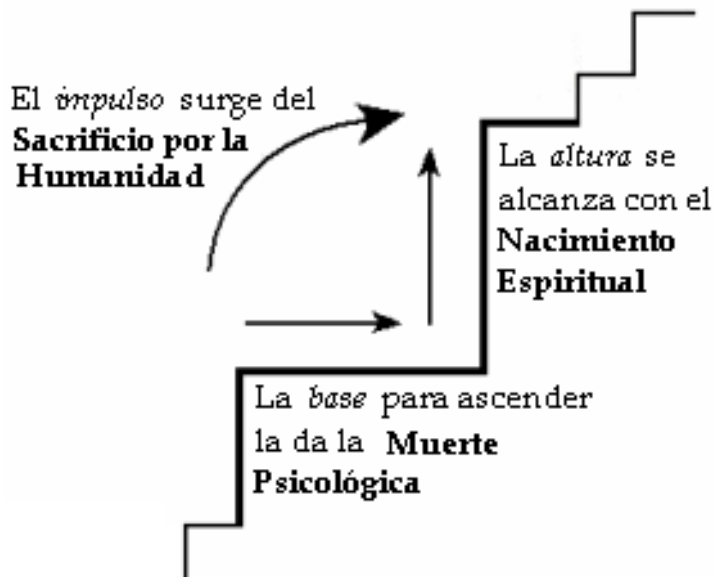 El impulso surge del
Sacrificio por la
Humanidad
La altura se
alcanza con el
Nacimiento
Espiritual
La base para ascender
la da la Muerte
Psicológica